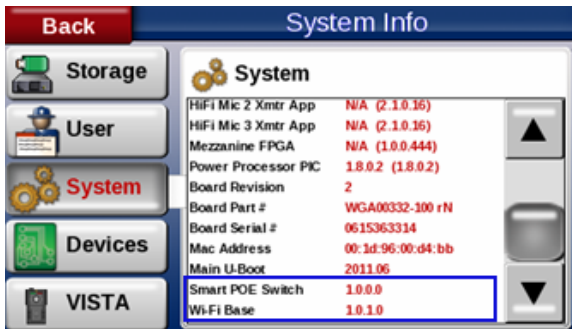 Back
System Info
Storage
User
System
Devices
VISTA
System
HiFi Mic 2 Xmtr App N/A (2.1.0.16)
HiFi Mic 3 Xmtr App N/A (2.1.0.16)
Mezzanine FPGA N/A (1.0.0.444)
Power Processor PIC 1.8.0.2 (1.8.0.2)
Board Revision 2
Board Part # WGA00332-100 rN
Board Serial # 0615363314
Mac Address 00:1d:96:00:d4:bb
Main U-Boot 2011.06
Smart POE Switch 1.0.0.0
Wi-Fi Base 1.0.1.0